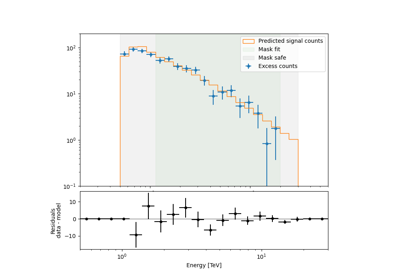 10²
10¹
10⁰
10⁻¹
Predicted signal counts
Mask fit
Mask safe
Excess counts
Residuals
data - model
10
0
−10
10⁰
10¹
Energy [TeV]